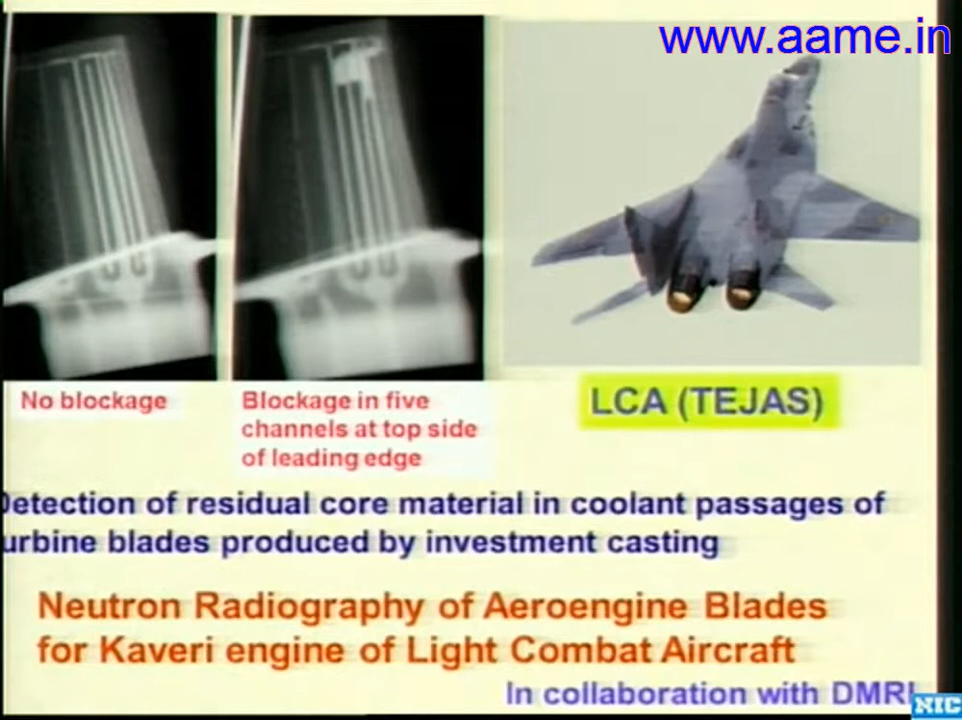 www.aame.in
No blockage
Blockage in five
channels at top side
of leading edge
LCA (TEJAS)
Detection of residual core material in coolant passages of
urbine blades produced by investment casting
Neutron Radiography of Aeroengine Blades
for Kaveri engine of Light Combat Aircraft
In collaboration with DMRL
NIC